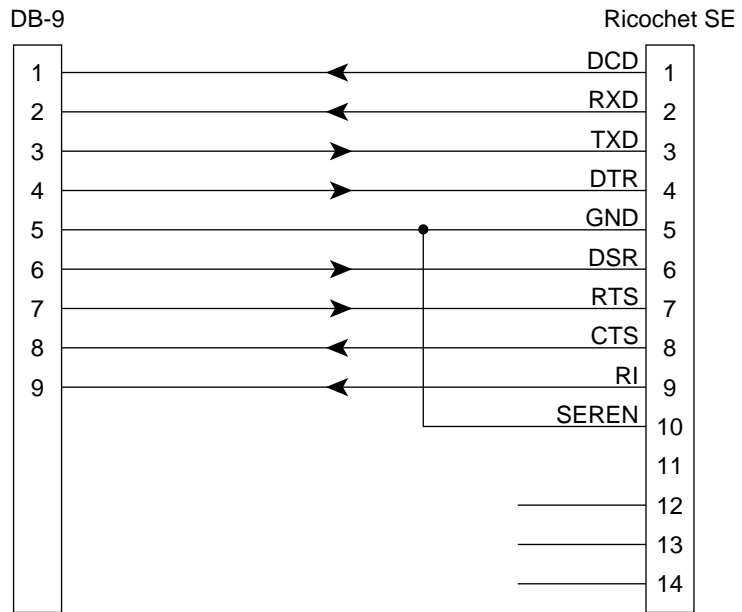 DB-9 Ricochet SE
1 DCD 1
2 RXD 2
3 TXD 3
4 DTR 4
5 GND 5
6 DSR 6
7 RTS 7
8 CTS 8
9 RI 9
SEREN 10
11
12
13
14